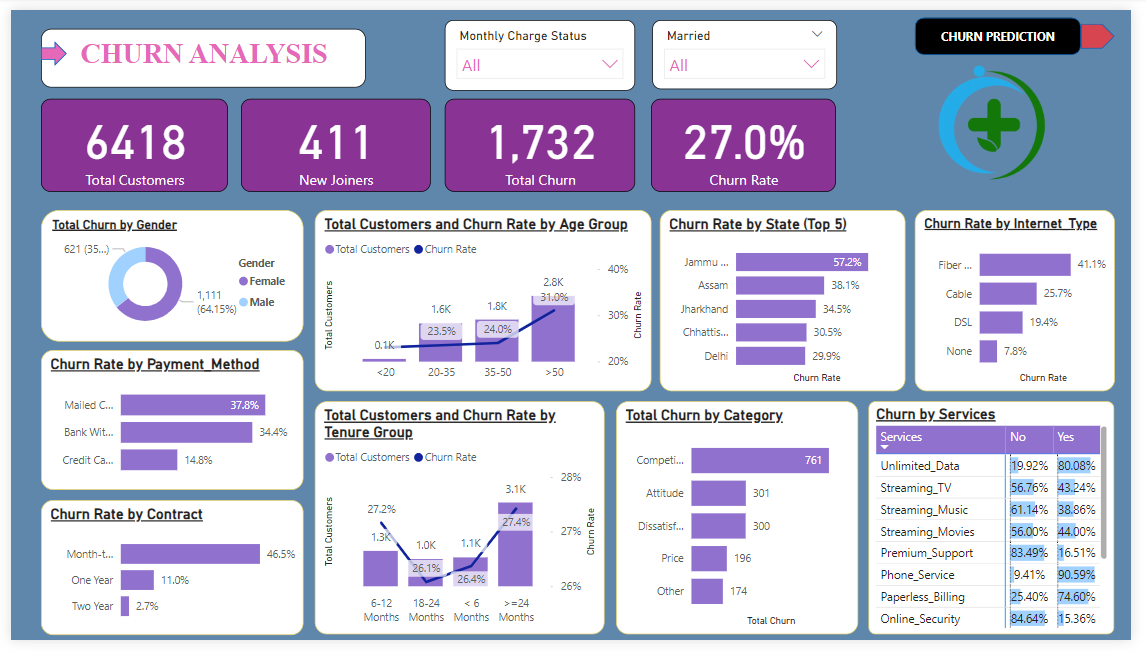 CHURN ANALYSIS
Monthly Charge Status
All
Married
All
CHURN PREDICTION
6418
Total Customers
411
New Joiners
1,732
Total Churn
27.0%
Churn Rate
Total Churn by Gender
621 (35...)
1,111
(64.15%)
Gender
Female
Male
Total Customers and Churn Rate by Age Group
Total Customers Churn Rate
Total Customers
Churn Rate
40%
30%
20%
0.1K
1.6K
23.5%
1.8K
24.0%
2.8K
31.0%
<20 20-35 35-50 >50
Churn Rate by State (Top 5)
Jammu ... 57.2%
Assam 38.1%
Jharkhand 34.5%
Chhattis... 30.5%
Delhi 29.9%
Churn Rate
Churn Rate by Internet_Type
Fiber ... 41.1%
Cable 25.7%
DSL 19.4%
None 7.8%
Churn Rate
Churn Rate by Payment_Method
Mailed C... 37.8%
Bank Wit... 34.4%
Credit Ca... 14.8%
Churn Rate by Contract
Month-t... 46.5%
One Year 11.0%
Two Year 2.7%
Total Customers and Churn Rate by
Tenure Group
Total Customers Churn Rate
Total Customers
Churn Rate
28%
27%
26%
27.2%
1.3K
1.0K
26.1%
1.1K
26.4%
3.1K
27.4%
6-12 18-24 < 6 >=24
Months Months Months Months
Total Churn by Category
Competi... 761
Attitude 301
Dissatisf... 300
Price 196
Other 174
Total Churn
Churn by Services
Services No Yes
Unlimited_Data 19.92% 80.08%
Streaming_TV 56.76% 43.24%
Streaming_Music 61.14% 38.86%
Streaming_Movies 56.00% 44.00%
Premium_Support 83.49% 16.51%
Phone_Service 9.41% 90.59%
Paperless_Billing 25.40% 74.60%
Online_Security 84.64% 15.36%